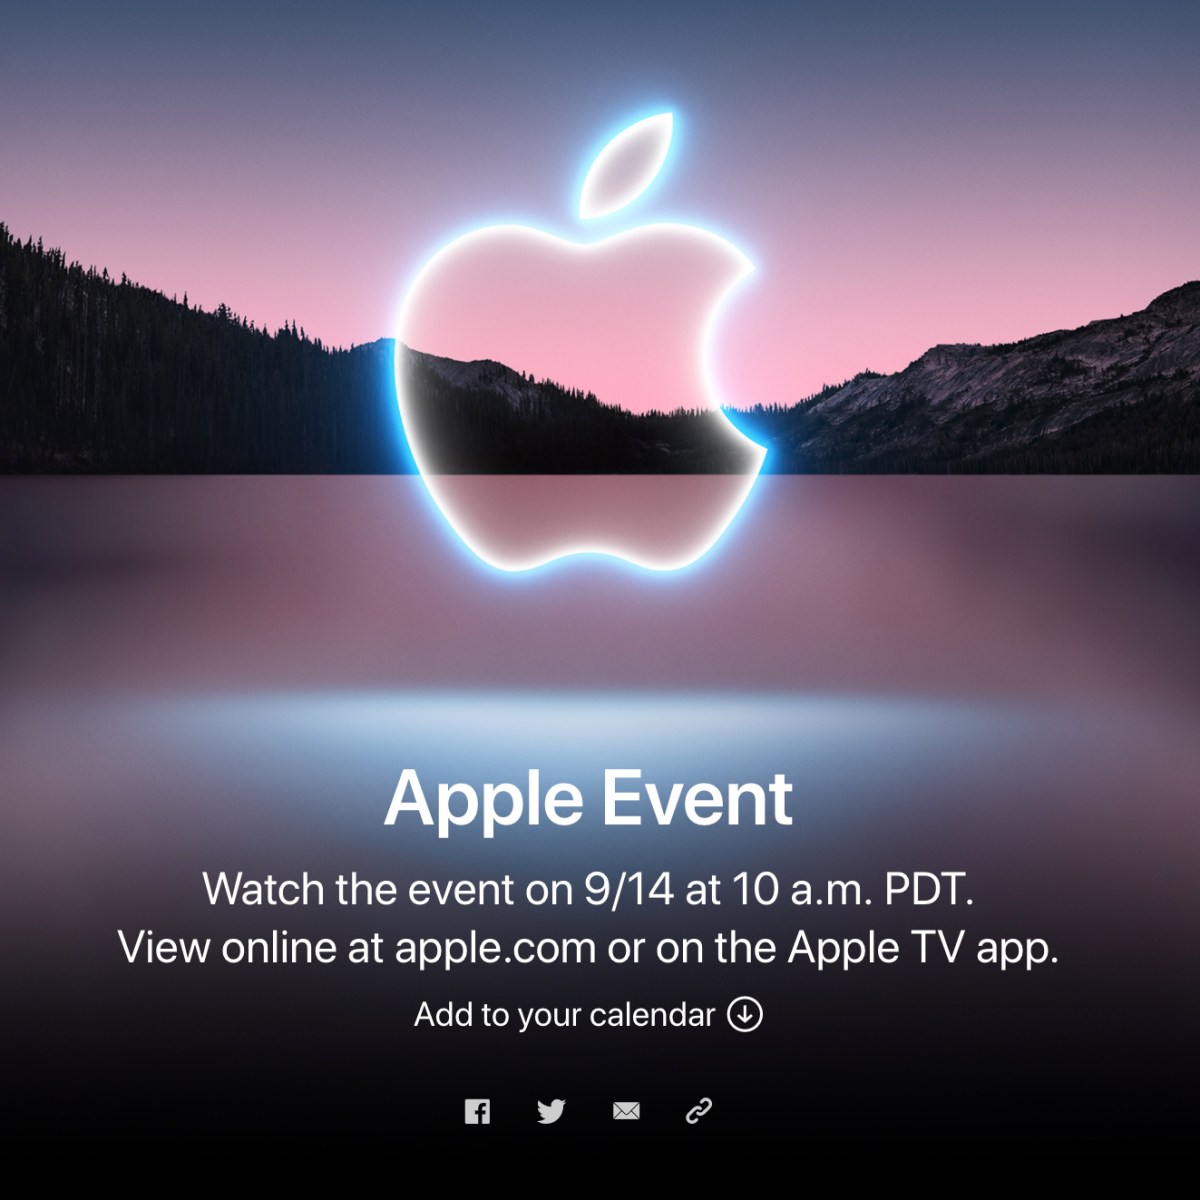 Apple Event
Watch the event on 9/14 at 10 a.m. PDT.
View online at apple.com or on the Apple TV app.
Add to your calendar